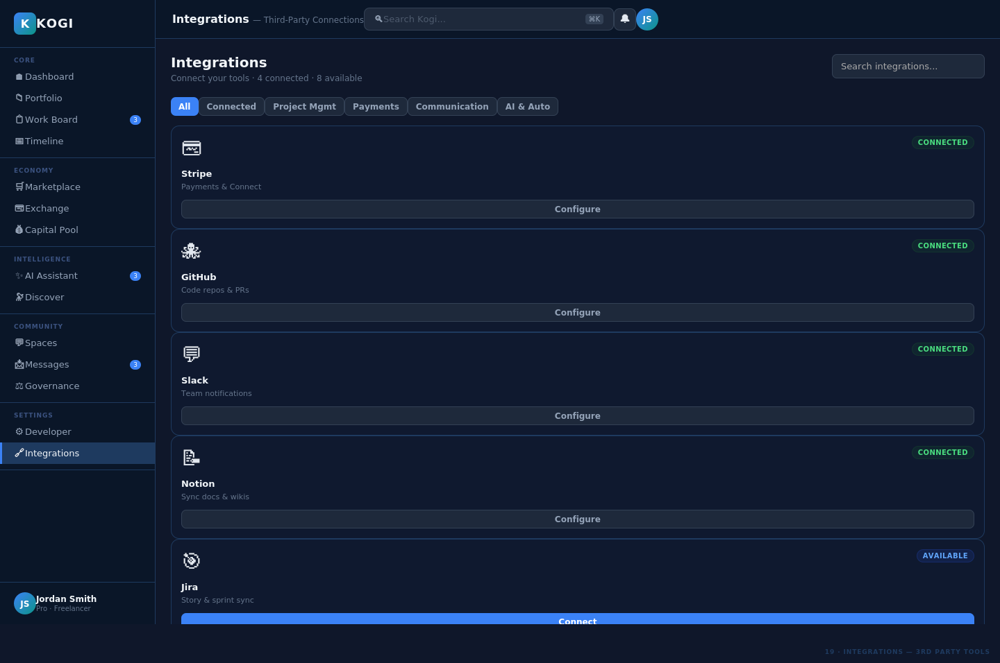 K KOGI
CORE
Dashboard
Portfolio
Work Board 3
Timeline
ECONOMY
Marketplace
Exchange
Capital Pool
INTELLIGENCE
AI Assistant 3
Discover
COMMUNITY
Spaces
Messages 3
Governance
SETTINGS
Developer
Integrations
JS Jordan Smith
Pro · Freelancer
Integrations — Third-Party Connections Search Kogi... ⌘K JS
Integrations
Connect your tools · 4 connected · 8 available
Search integrations...
All Connected Project Mgmt Payments Communication AI & Auto
CONNECTED
Stripe
Payments & Connect
Configure
CONNECTED
GitHub
Code repos & PRs
Configure
CONNECTED
Slack
Team notifications
Configure
CONNECTED
Notion
Sync docs & wikis
Configure
AVAILABLE
Jira
Story & sprint sync
Connect
19 · INTEGRATIONS — 3RD PARTY TOOLS